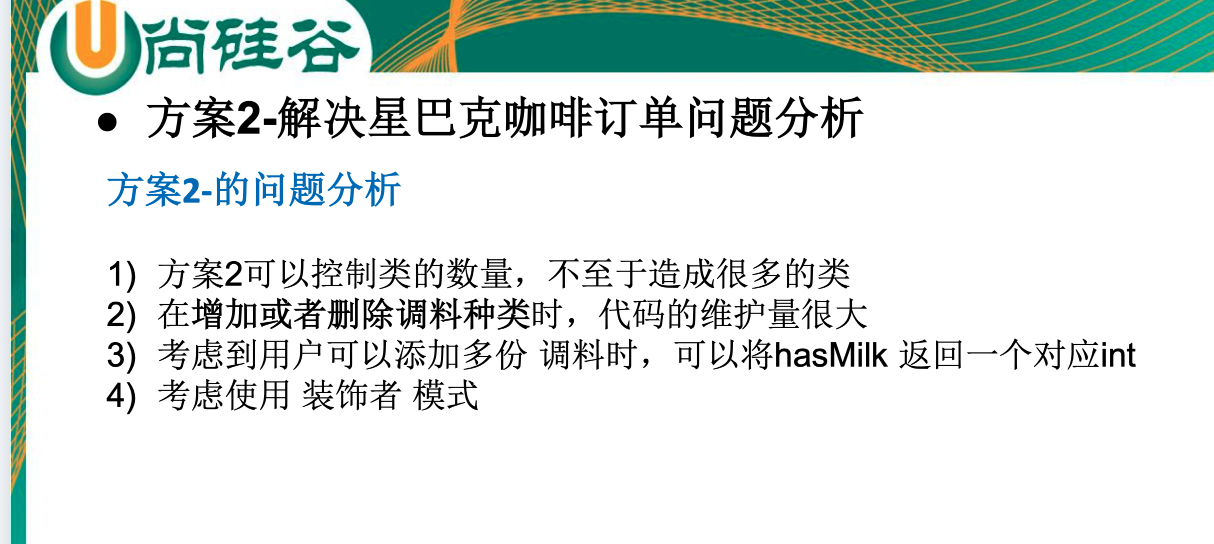 尚硅谷
● 方案2-解决星巴克咖啡订单问题分析
方案2-的问题分析
1) 方案2可以控制类的数量，不至于造成很多的类
2) 在增加或者删除调料种类时，代码的维护量很大
3) 考虑到用户可以添加多份 调料时，可以将hasMilk 返回一个对应int
4) 考虑使用 装饰者 模式